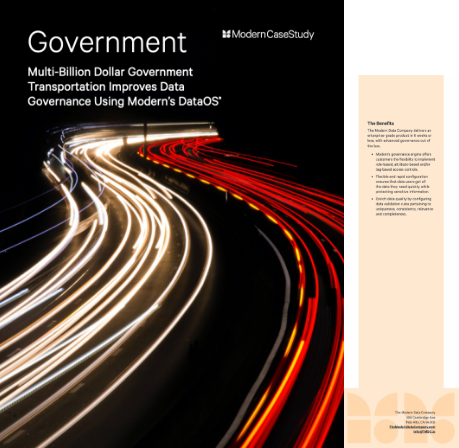 Government
ModernCaseStudy
Multi-Billion Dollar Government
Transportation Improves Data
Governance Using Modern's DataOS®
The Benefits
The Modern Data Company delivers an
enterprise-grade product in 6 weeks or
less, with advanced governance out of
the box.
• Modern's governance engine offers
customers the flexibility to implement
role-based, attribute-based and/or
tag-based access controls.
• Flexible and rapid configuration
ensures that data users get all
the data they need quickly, while
protecting sensitive information.
• Enrich data quality by configuring
data validation rules pertaining to
uniqueness, consistency, relevance
and completeness.
The Modern Data Company
Palo Alto, CA